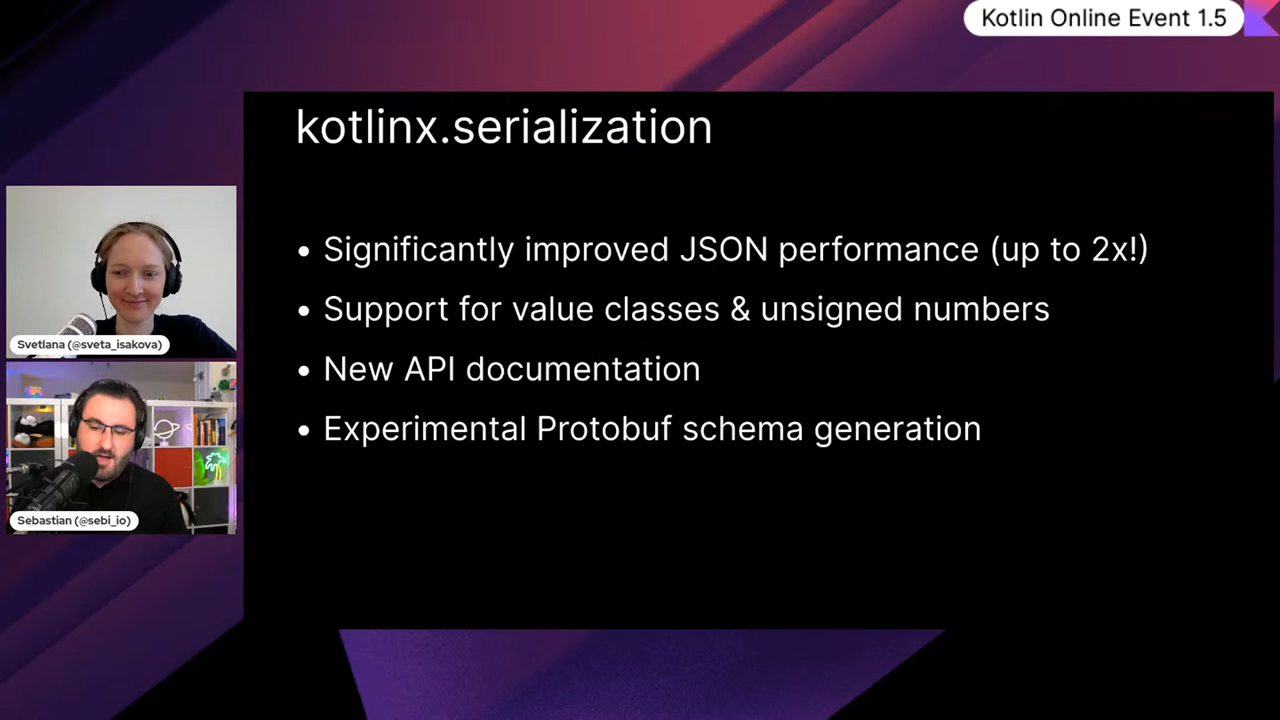 Kotlin Online Event 1.5
kotlinx.serialization
• Significantly improved JSON performance (up to 2x!)
• Support for value classes & unsigned numbers
• New API documentation
• Experimental Protobuf schema generation
Svetlana (@sveta_isakova)
Sebastian (@sebi_io)